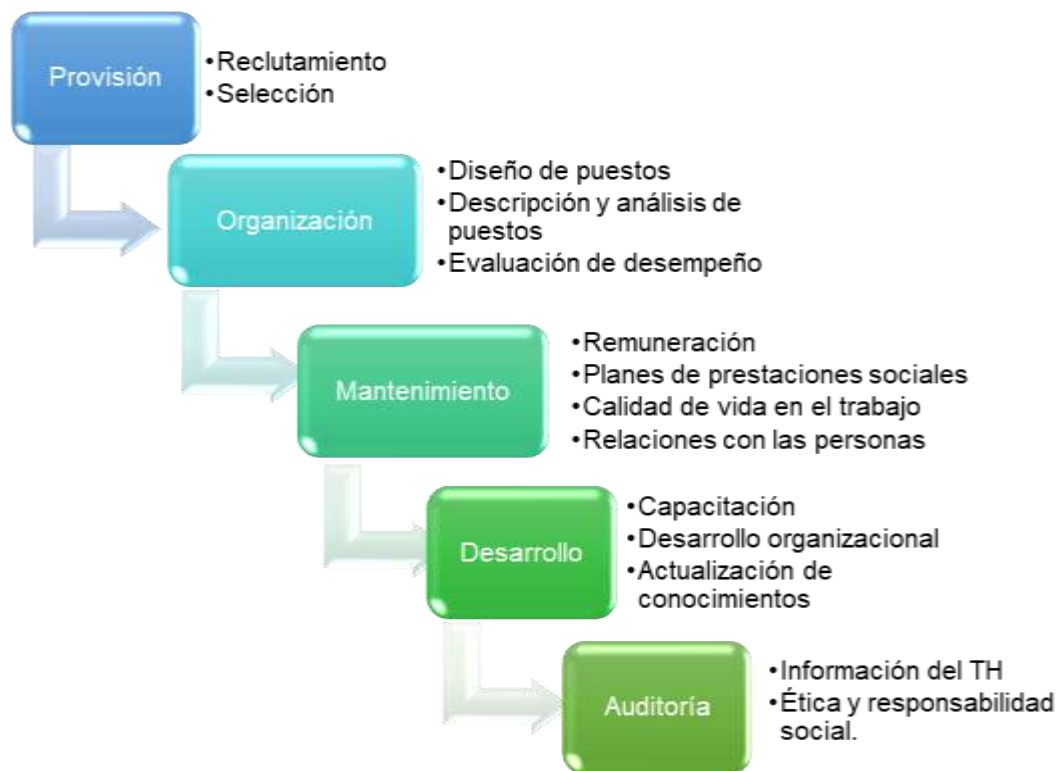 Provisión
•Reclutamiento
•Selección
Organización
•Diseño de puestos
•Descripción y análisis de
puestos
•Evaluación de desempeño
Mantenimiento
•Remuneración
•Planes de prestaciones sociales
•Calidad de vida en el trabajo
•Relaciones con las personas
Desarrollo
•Capacitación
•Desarrollo organizacional
•Actualización de
conocimientos
Auditoría
•Información del TH
•Ética y responsabilidad
social.